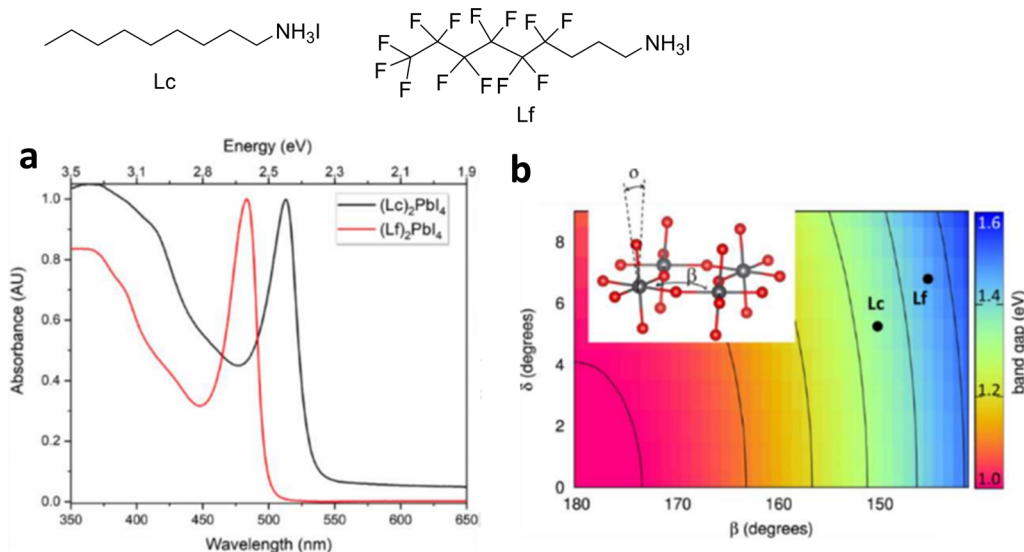 NH3I
Lc
F F F F F F
F
F
F
F F F F
NH3I
Lf
a
Energy (eV)
3.5 3.1 2.8 2.5 2.3 2.1 1.9
1.0
0.8
0.6
0.4
0.2
0.0
Absorbance (AU)
(Lc)2PbI4
(Lf)2PbI4
350 400 450 500 550 600 650
Wavelength (nm)
b
β
Lc
Lf
8
6
4
2
0
δ (degrees)
180 170 160 150
β (degrees)
1.6
1.4
1.2
1.0
band gap (eV)